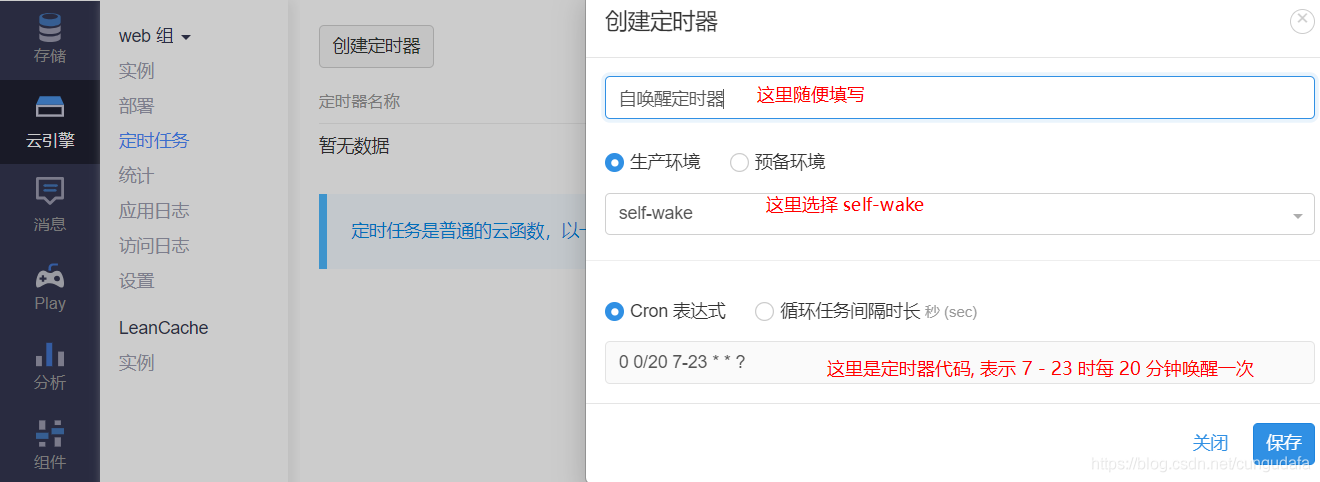 存储
云引擎
消息
Play
分析
组件
web 组
实例
部署
定时任务
统计
应用日志
访问日志
设置
LeanCache
实例
创建定时器
定时器名称
暂无数据
定时任务是普通的云函数，以一
创建定时器
自唤醒定时器 这里随便填写
生产环境 预备环境
self-wake 这里选择 self-wake
Cron 表达式 循环任务间隔时长 秒 (sec)
0 0/20 7-23 * * ? 这里是定时器代码, 表示 7 - 23 时每 20 分钟唤醒一次
关闭 保存
https://blog.csdn.net/cungudafa